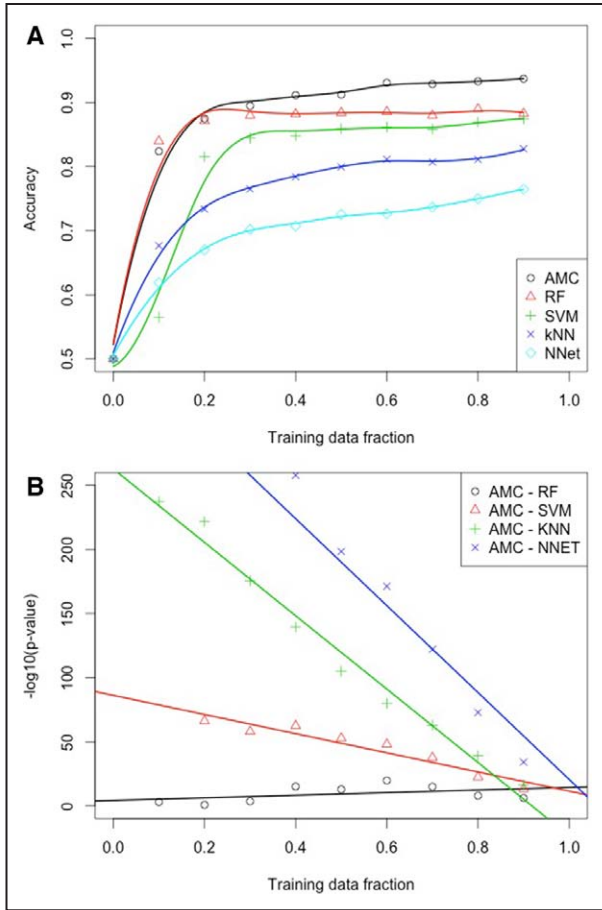 A
1.0
0.9
0.8
0.7
0.6
0.5
Accuracy
AMC
RF
SVM
kNN
NNet
0.0 0.2 0.4 0.6 0.8 1.0
Training data fraction
B
250
200
150
100
50
0
-log10(p-value)
AMC - RF
AMC - SVM
AMC - KNN
AMC - NNET
0.0 0.2 0.4 0.6 0.8 1.0
Training data fraction